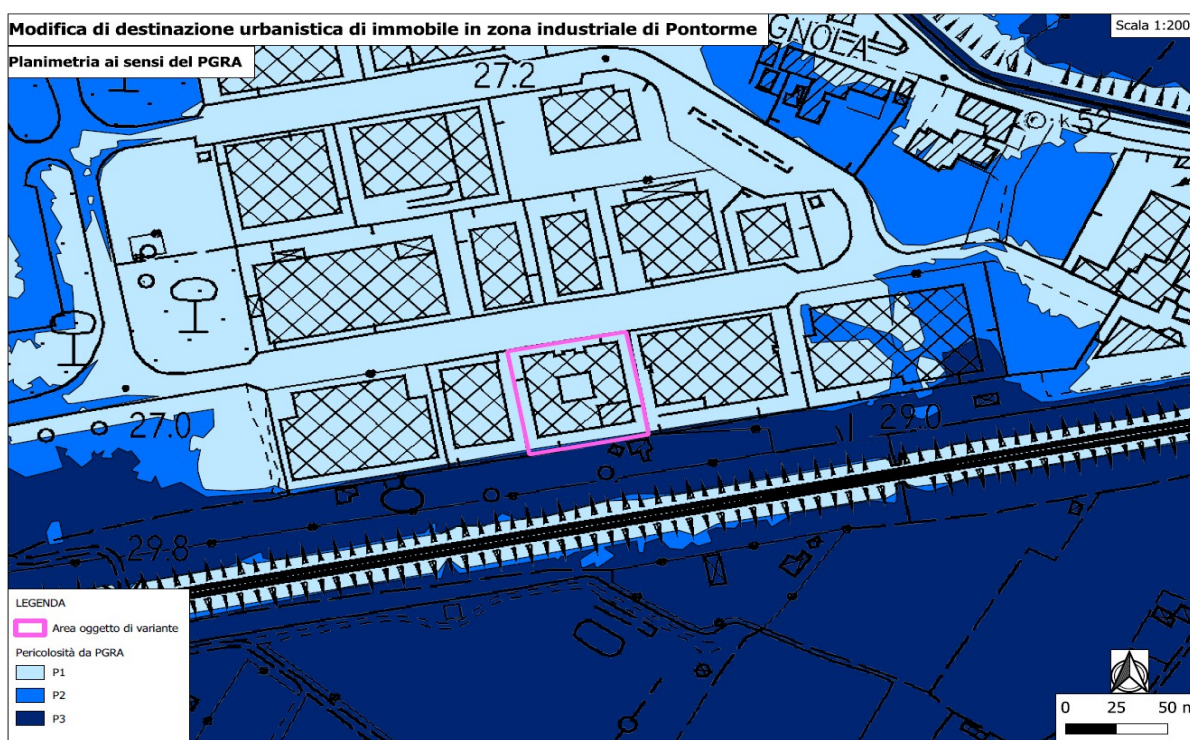 Modifica di destinazione urbanistica di immobile in zona industriale di Pontorme
Scala 1:200
Planimetria ai sensi del PGRA
GNOLA
27.2
k 52
27.0
29.0
29.8
LEGENDA
Area oggetto di variante
Pericolosità da PGRA
P1
P2
P3
0 25 50 m